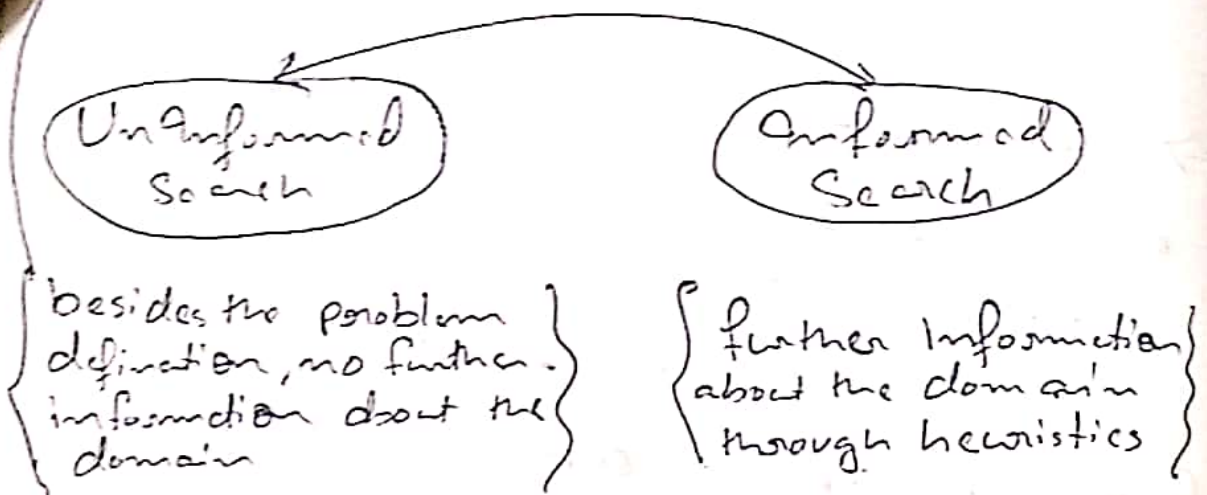 UnInformed
Search
Informed
Search
besides the problem
defination, no further
information about the
domain
further Information
about the domain
through heuristics